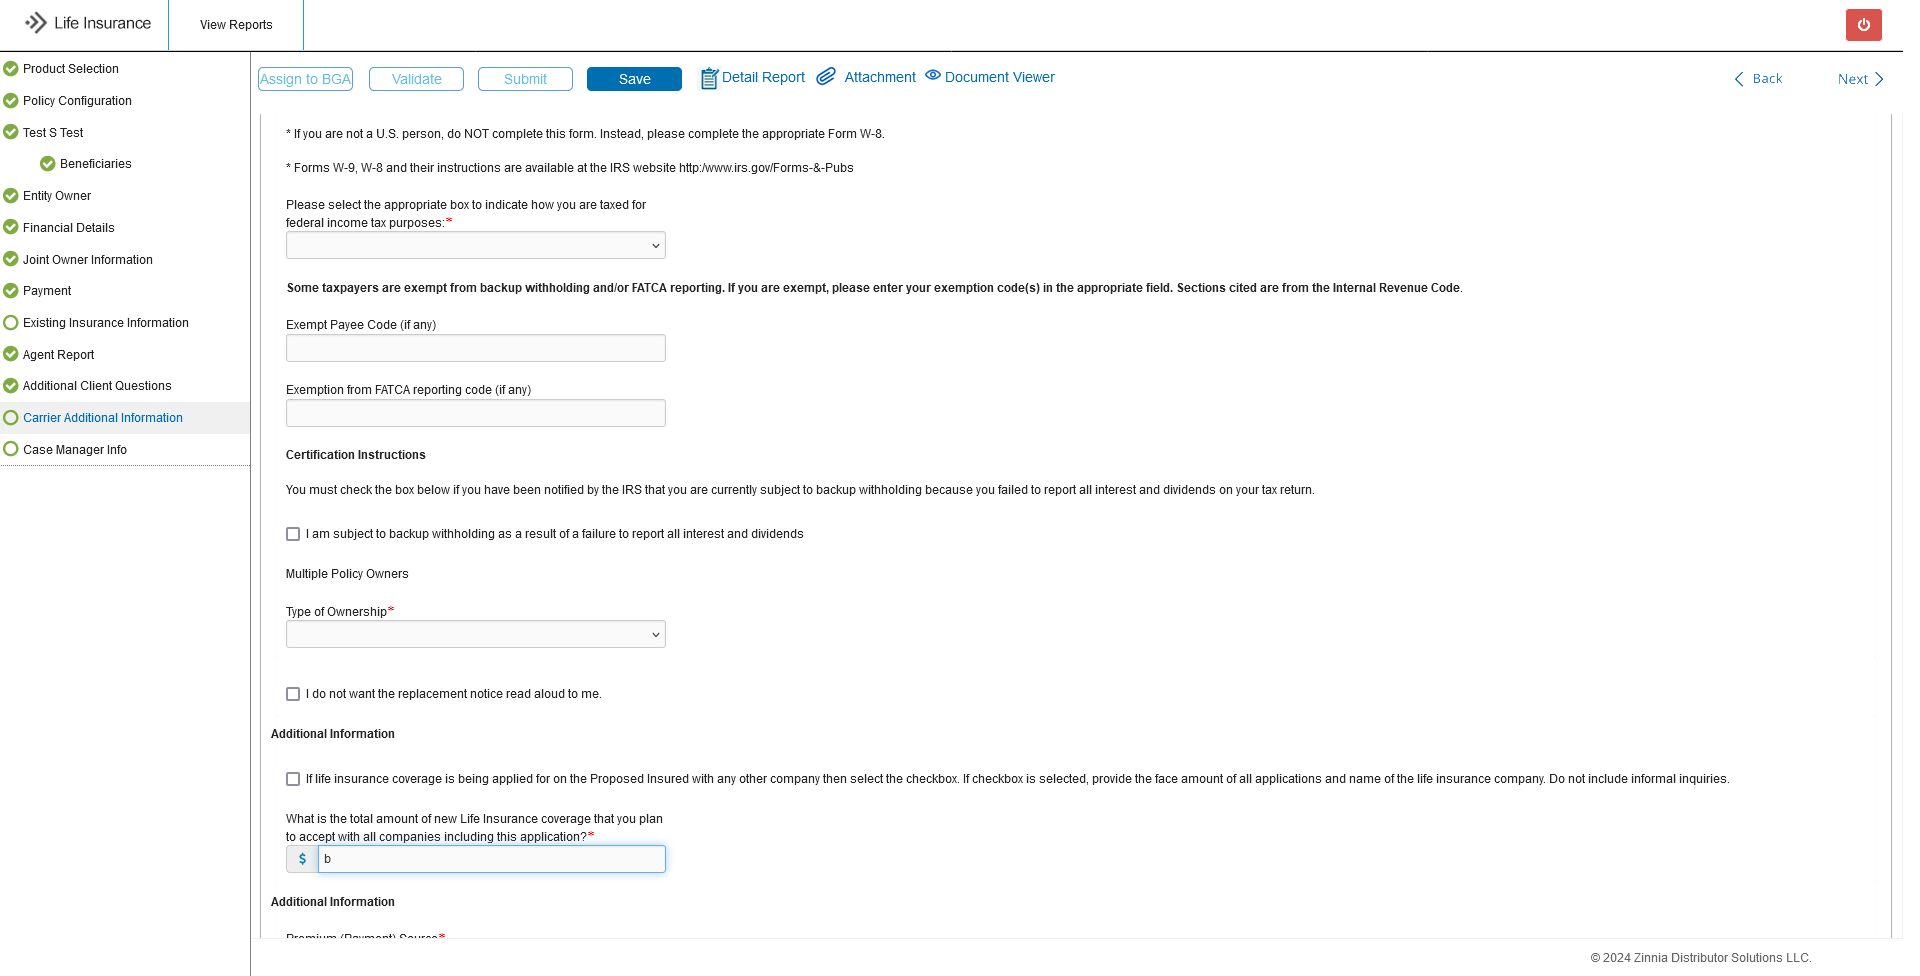 Life Insurance
View Reports
Product Selection
Policy Configuration
Test S Test
Beneficiaries
Entity Owner
Financial Details
Joint Owner Information
Payment
Existing Insurance Information
Agent Report
Additional Client Questions
Carrier Additional Information
Case Manager Info
Assign to BGA
Validate
Submit
Save
Detail Report
Attachment
Document Viewer
Back
Next
* If you are not a U.S. person, do NOT complete this form. Instead, please complete the appropriate Form W-8.
* Forms W-9, W-8 and their instructions are available at the IRS website http:/www.irs.gov/Forms-&-Pubs
Please select the appropriate box to indicate how you are taxed for
federal income tax purposes:*
Some taxpayers are exempt from backup withholding and/or FATCA reporting. If you are exempt, please enter your exemption code(s) in the appropriate field. Sections cited are from the Internal Revenue Code.
Exempt Payee Code (if any)
Exemption from FATCA reporting code (if any)
Certification Instructions
You must check the box below if you have been notified by the IRS that you are currently subject to backup withholding because you failed to report all interest and dividends on your tax return.
I am subject to backup withholding as a result of a failure to report all interest and dividends
Multiple Policy Owners
Type of Ownership*
I do not want the replacement notice read aloud to me.
Additional Information
If life insurance coverage is being applied for on the Proposed Insured with any other company then select the checkbox. If checkbox is selected, provide the face amount of all applications and name of the life insurance company. Do not include informal inquiries.
What is the total amount of new Life Insurance coverage that you plan
to accept with all companies including this application?*
$ b
Additional Information
Premium (Payment) Source*
© 2024 Zinnia Distributor Solutions LLC.